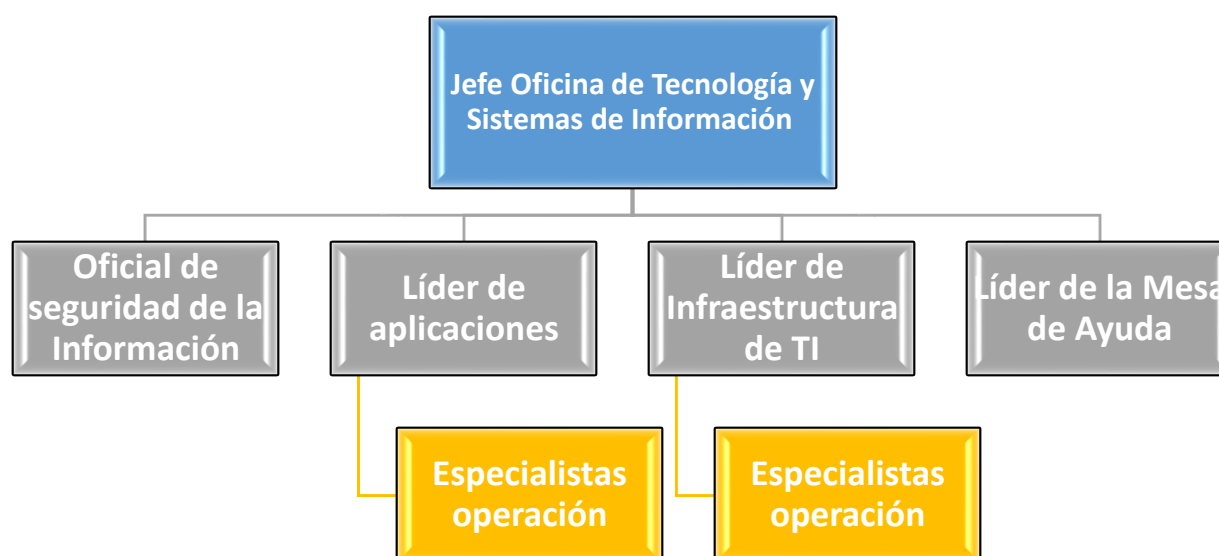 Jefe Oficina de Tecnología y
Sistemas de Información
Oficial de
seguridad de la
Información
Líder de
aplicaciones
Líder de
Infraestructura
de TI
Líder de la Mesa
de Ayuda
Especialistas
operación
Especialistas
operación